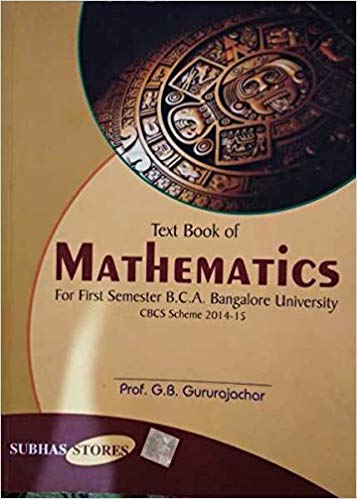 Text Book of
MATHEMATICS
For First Semester B.C.A. Bangalore University
CBCS Scheme 2014-15
Prof. G.B. Gururajachar
SUBHAS STORES